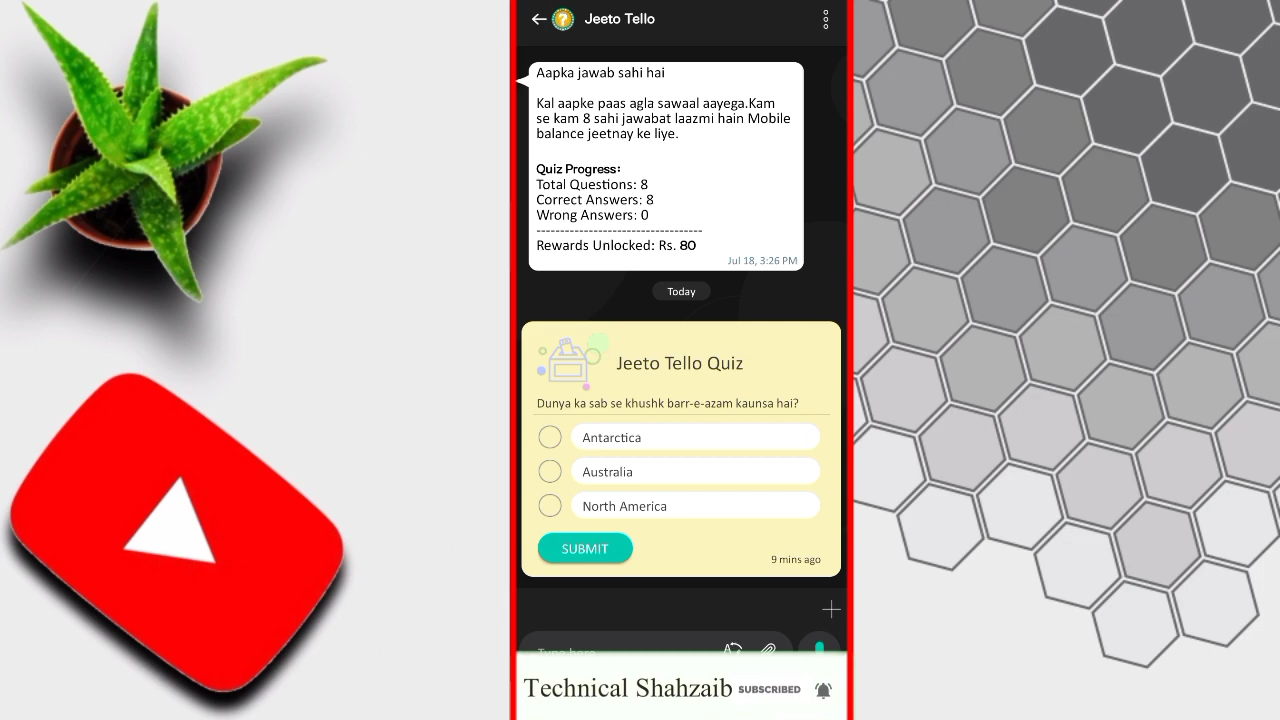 Jeeto Tello
Aapka jawab sahi hai
Kal aapke paas agla sawaal aayega.Kam
se kam 8 sahi jawabat laazmi hain Mobile
balance jeetnay ke liye.
Quiz Progress:
Total Questions: 8
Correct Answers: 8
Wrong Answers: 0
-----------------------------------
Rewards Unlocked: Rs. 80
Jul 18, 3:26 PM
Today
Jeeto Tello Quiz
Dunya ka sab se khushk barr-e-azam kaunsa hai?
Antarctica
Australia
North America
SUBMIT
9 mins ago
Type here
Technical Shahzaib SUBSCRIBED